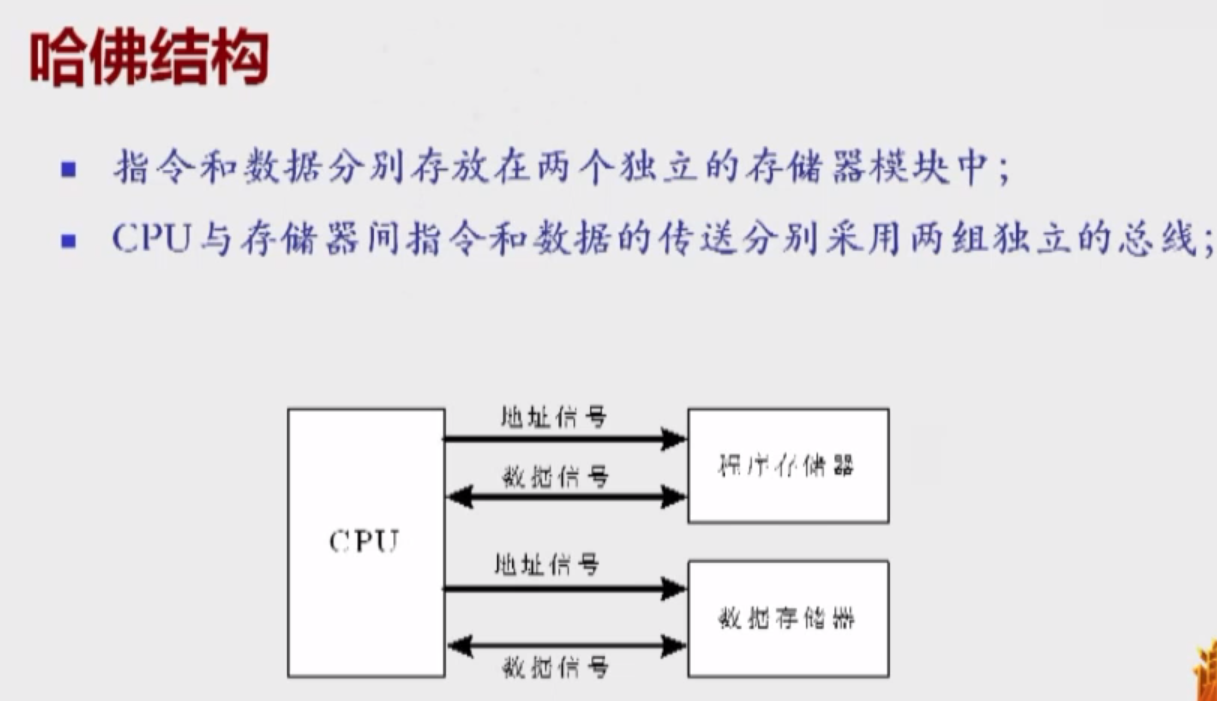 哈佛结构
指令和数据分别存放在两个独立的存储器模块中；
CPU与存储器间指令和数据的传送分别采用两组独立的总线；
地址信号
数据信号
程序存储器
CPU
地址信号
数据存储器
数据信号